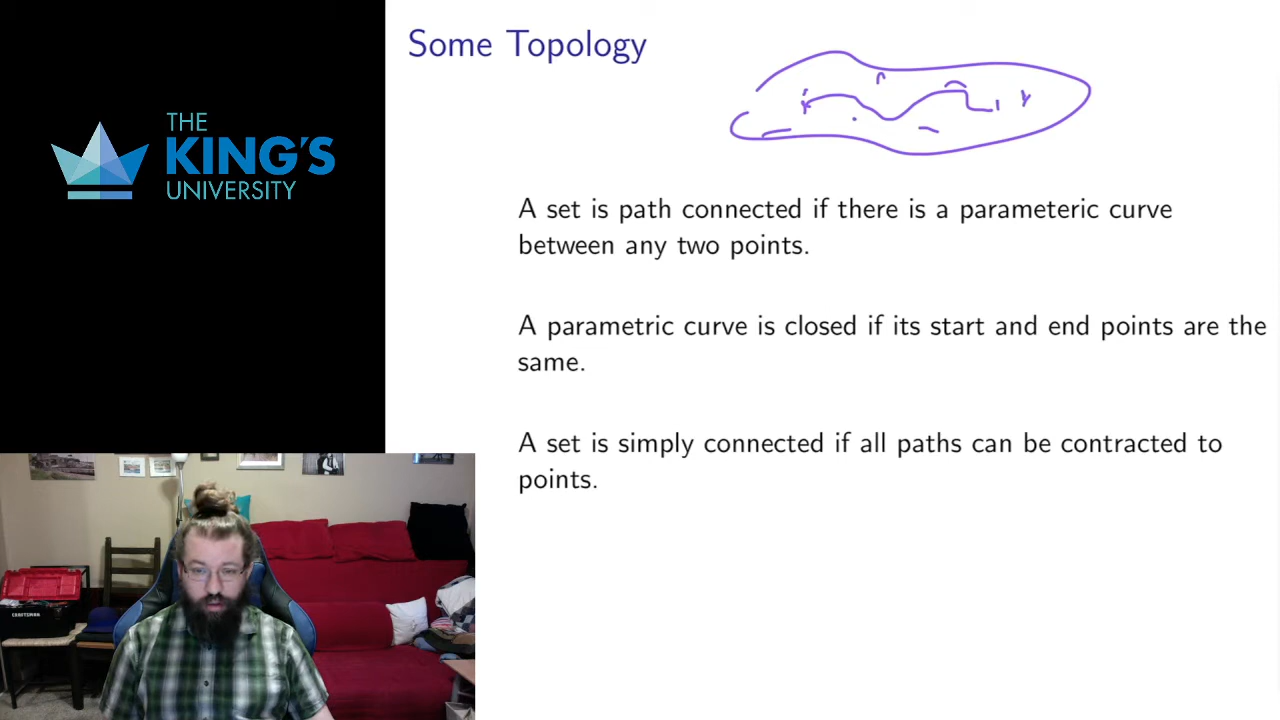 THE
KING'S
UNIVERSITY
Some Topology
A set is path connected if there is a parameteric curve
between any two points.
A parametric curve is closed if its start and end points are the
same.
A set is simply connected if all paths can be contracted to
points.
CRAFTSMAN